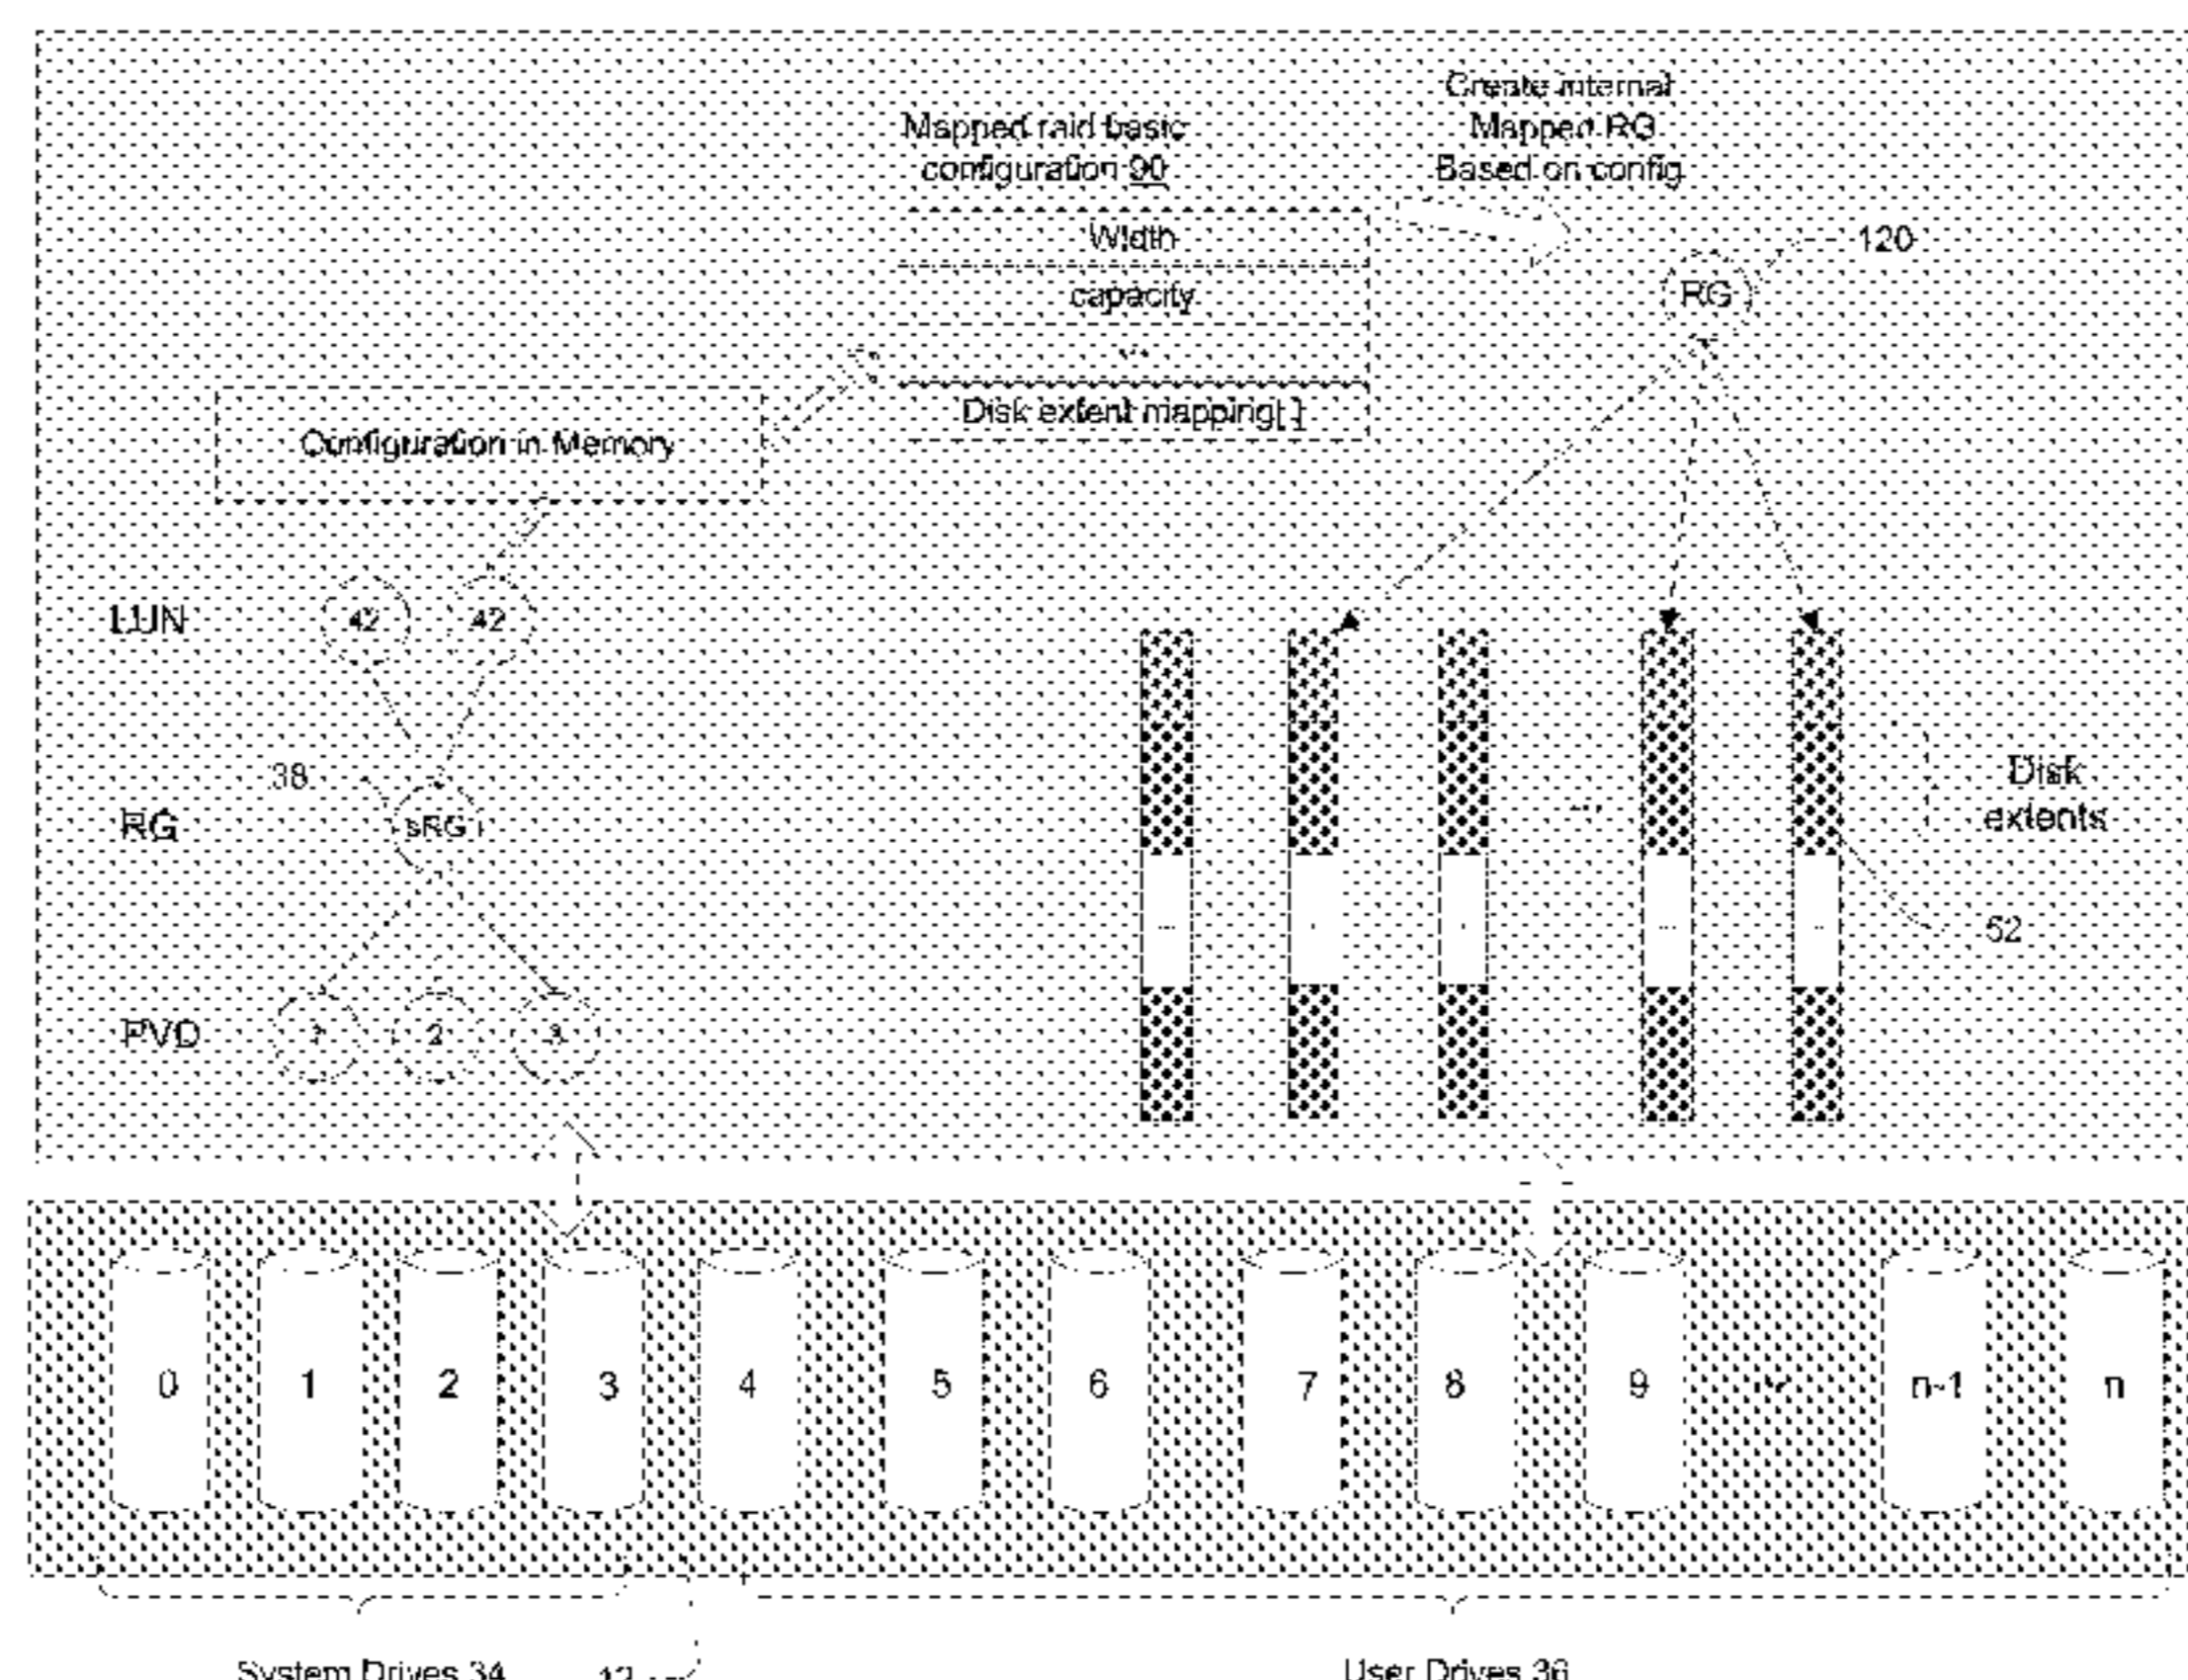 Create internal
Mapped RG
Based on config
Mapped raid basic
configuration 90
Width
capacity
...
Disk extent mapping[ ]
120
RG
Configuration in Memory
LUN
42
42
38
RG
sRG
PVD
1
2
3
...
Disk
extents
52
0
1
2
3
4
5
6
7
8
9
...
n-1
n
System Drives 34
12
User Drives 36